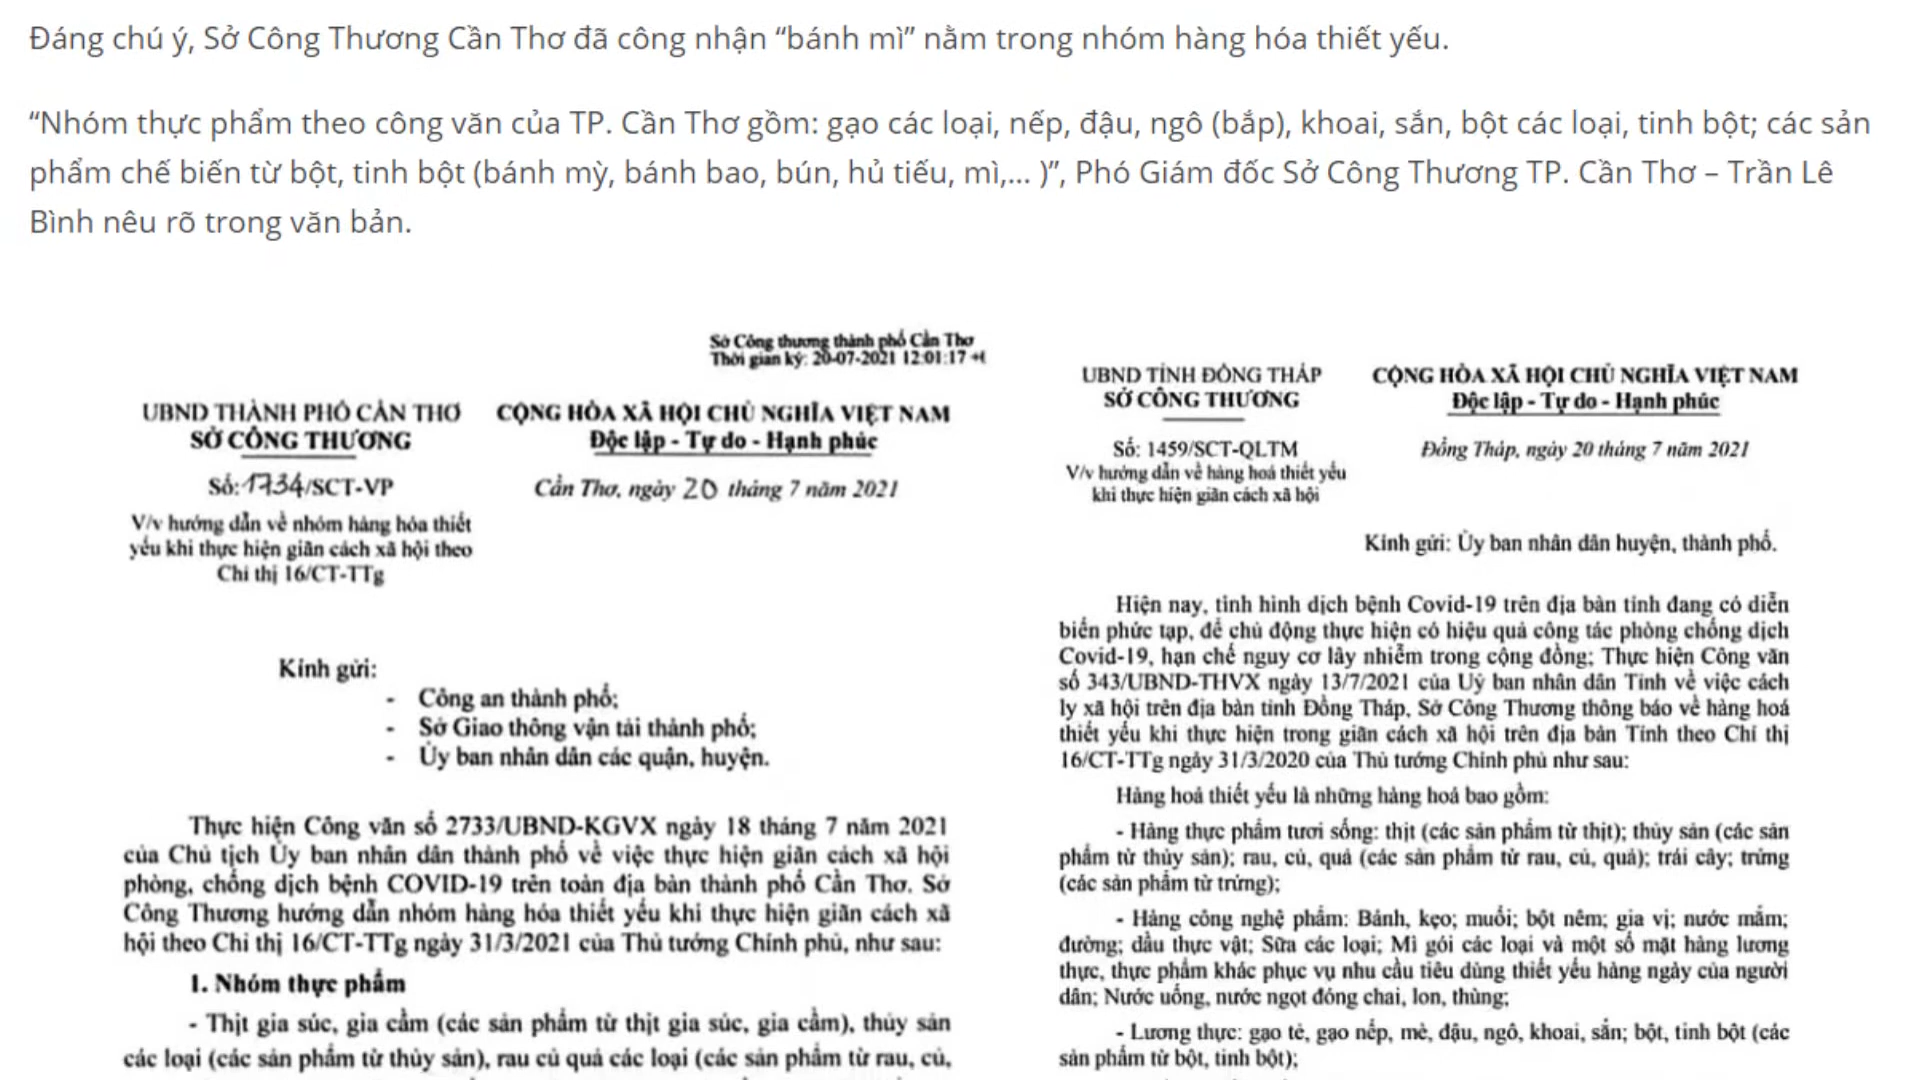 Đáng chú ý, Sở Công Thương Cần Thơ đã công nhận “bánh mì” nằm trong nhóm hàng hóa thiết yếu.
“Nhóm thực phẩm theo công văn của TP. Cần Thơ gồm: gạo các loại, nếp, đậu, ngô (bắp), khoai, sắn, bột các loại, tinh bột; các sản
phẩm chế biến từ bột, tinh bột (bánh mỳ, bánh bao, bún, hủ tiếu, mì,... )”, Phó Giám đốc Sở Công Thương TP. Cần Thơ – Trần Lê
Bình nêu rõ trong văn bản.
Sở Công thương thành phố Cần Thơ
Thời gian ký: 20-07-2021 12:01:17 +(
UBND THÀNH PHỐ CẦN THƠ
SỞ CÔNG THƯƠNG
CỘNG HÒA XÃ HỘI CHỦ NGHĨA VIỆT NAM
Độc lập - Tự do - Hạnh phúc
Số: 1734/SCT-VP
Cần Thơ, ngày 20 tháng 7 năm 2021
V/v hướng dẫn về nhóm hàng hóa thiết
yếu khi thực hiện giãn cách xã hội theo
Chỉ thị 16/CT-TTg
Kính gửi:
- Công an thành phố;
- Sở Giao thông vận tải thành phố;
- Ủy ban nhân dân các quận, huyện.
Thực hiện Công văn số 2733/UBND-KGVX ngày 18 tháng 7 năm 2021
của Chủ tịch Ủy ban nhân dân thành phố về việc thực hiện giãn cách xã hội
phòng, chống dịch bệnh COVID-19 trên toàn địa bàn thành phố Cần Thơ. Sở
Công Thương hướng dẫn nhóm hàng hóa thiết yếu khi thực hiện giãn cách xã
hội theo Chỉ thị 16/CT-TTg ngày 31/3/2021 của Thủ tướng Chính phủ, như sau:
1. Nhóm thực phẩm
- Thịt gia súc, gia cầm (các sản phẩm từ thịt gia súc, gia cầm), thủy sản
các loại (các sản phẩm từ thủy sản), rau củ quả các loại (các sản phẩm từ rau, củ,
UBND TỈNH ĐỒNG THÁP
SỞ CÔNG THƯƠNG
CỘNG HÒA XÃ HỘI CHỦ NGHĨA VIỆT NAM
Độc lập - Tự do - Hạnh phúc
Số: 1459/SCT-QLTM
Đồng Tháp, ngày 20 tháng 7 năm 2021
V/v hướng dẫn về hàng hoá thiết yếu
khi thực hiện giãn cách xã hội
Kính gửi: Ủy ban nhân dân huyện, thành phố.
Hiện nay, tình hình dịch bệnh Covid-19 trên địa bàn tỉnh đang có diễn
biến phức tạp, để chủ động thực hiện có hiệu quả công tác phòng chống dịch
Covid-19, hạn chế nguy cơ lây nhiễm trong cộng đồng; Thực hiện Công văn
số 343/UBND-THVX ngày 13/7/2021 của Uỷ ban nhân dân Tỉnh về việc cách
ly xã hội trên địa bàn tỉnh Đồng Tháp, Sở Công Thương thông báo về hàng hoá
thiết yếu khi thực hiện trong giãn cách xã hội trên địa bàn Tỉnh theo Chỉ thị
16/CT-TTg ngày 31/3/2020 của Thủ tướng Chính phủ như sau:
Hàng hoá thiết yếu là những hàng hoá bao gồm:
- Hàng thực phẩm tươi sống: thịt (các sản phẩm từ thịt); thủy sản (các sản
phẩm từ thủy sản); rau, củ, quả (các sản phẩm từ rau, củ, quả); trái cây; trứng
(các sản phẩm từ trứng);
- Hàng công nghệ phẩm: Bánh, kẹo; muối; bột nêm; gia vị; nước mắm;
đường; dầu thực vật; Sữa các loại; Mì gói các loại và một số mặt hàng lương
thực, thực phẩm khác phục vụ nhu cầu tiêu dùng thiết yếu hàng ngày của người
dân; Nước uống, nước ngọt đóng chai, lon, thùng;
- Lương thực: gạo tẻ, gạo nếp, mè, đậu, ngô, khoai, sắn; bột, tinh bột (các
sản phẩm từ bột, tinh bột);